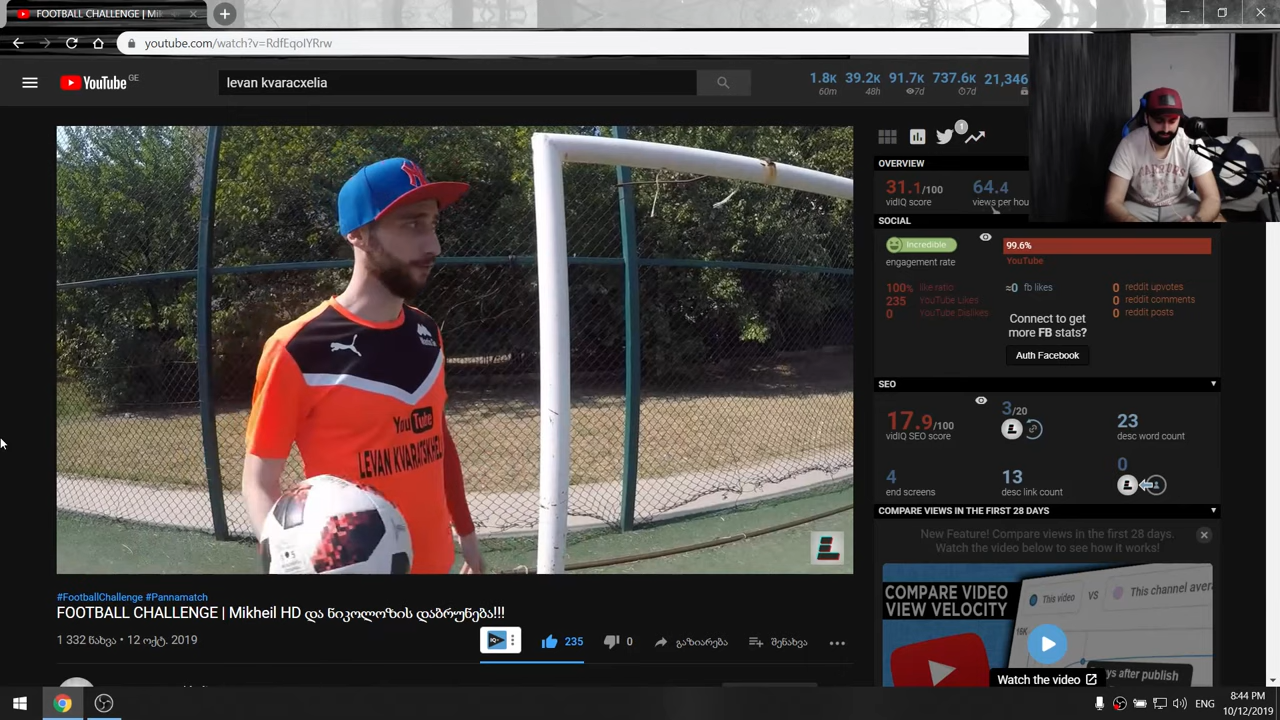 FOOTBALL CHALLENGE | Mi
youtube.com/watch?v=RdfEqoIYRrw
YouTube GE
levan kvaracxelia
1.8K 39.2K 91.7K 737.6K 21,346
60m 48h 7d 7d
1
OVERVIEW
31.1/100 64.4
vidIQ score views per hou
SOCIAL
Incredible 99.6%
engagement rate YouTube
100% like ratio ≈0 fb likes 0 reddit upvotes
235 YouTube Likes 0 reddit comments
0 YouTube Dislikes 0 reddit posts
Connect to get
more FB stats?
Auth Facebook
SEO
17.9/100 3/20 23
vidIQ SEO score desc word count
4 13 0
end screens desc link count
COMPARE VIEWS IN THE FIRST 28 DAYS
New Feature! Compare views in the first 28 days.
Watch the video below to see how it works!
COMPARE VIDEO
VIEW VELOCITY
This video This channel avera
16K
ays after publish
Watch the video
YouTube
LEVAN KVARATSKHEL
#FootballChallenge #Pannamatch
FOOTBALL CHALLENGE | Mikheil HD და ნიკოლოზის დაბრუნება!!!
1 332 ნახვა • 12 ოქტ. 2019
235 0 გაზიარება შენახვა
ENG
8:44 PM
10/12/2019